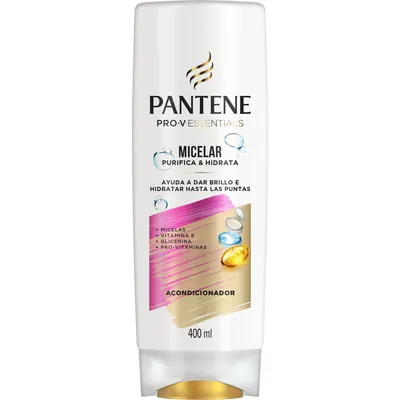 PANTENE
PRO-V ESSENTIALS
MICELAR
PURIFICA & HIDRATA
AYUDA A DAR BRILLO E
HIDRATAR HASTA LAS PUNTAS
• MICELAS
• VITAMINA E
• GLICERINA
• PRO-VITAMINAS
ACONDICIONADOR
400 ml